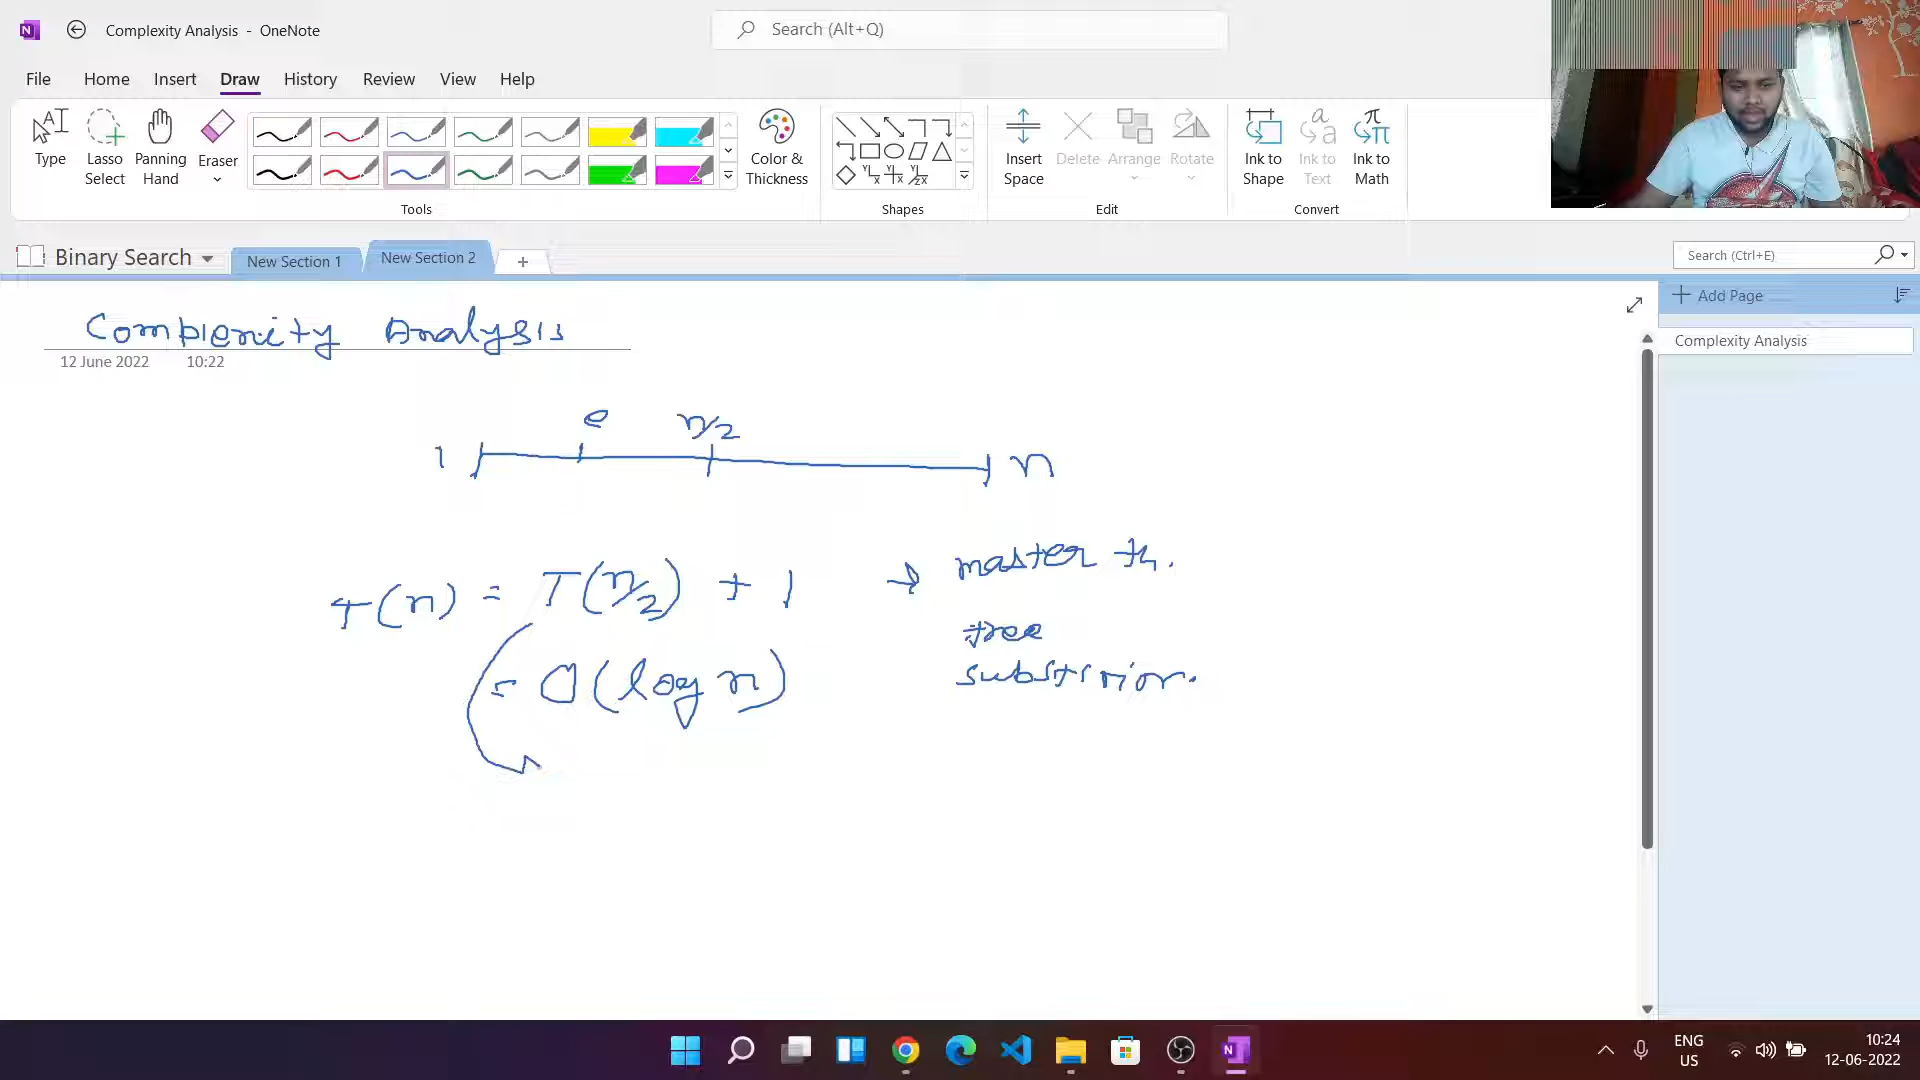 Complexity Analysis - OneNote
Search (Alt+Q)
File Home Insert Draw History Review View Help
Type
Lasso Select
Panning Hand
Eraser
Color & Thickness
Insert Space
Delete
Arrange
Rotate
Ink to Shape
Ink to Text
Ink to Math
Tools
Shapes
Edit
Convert
Binary Search
New Section 1
New Section 2
Search (Ctrl+E)
Add Page
Complexity Analysis
Complexity Analysis
12 June 2022 10:22
e n/2
1 n
T(n) = T(n/2) + 1 → master th.
tree
= O(log n)
ENG
US
10:24
12-06-2022